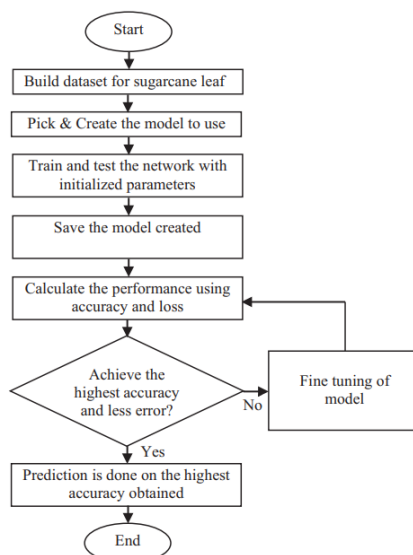 Start
Build dataset for sugarcane leaf
Pick & Create the model to use
Train and test the network with
initialized parameters
Save the model created
Calculate the performance using
accuracy and loss
Achieve the
highest accuracy
and less error?
No
Fine tuning of
model
Yes
Prediction is done on the highest
accuracy obtained
End